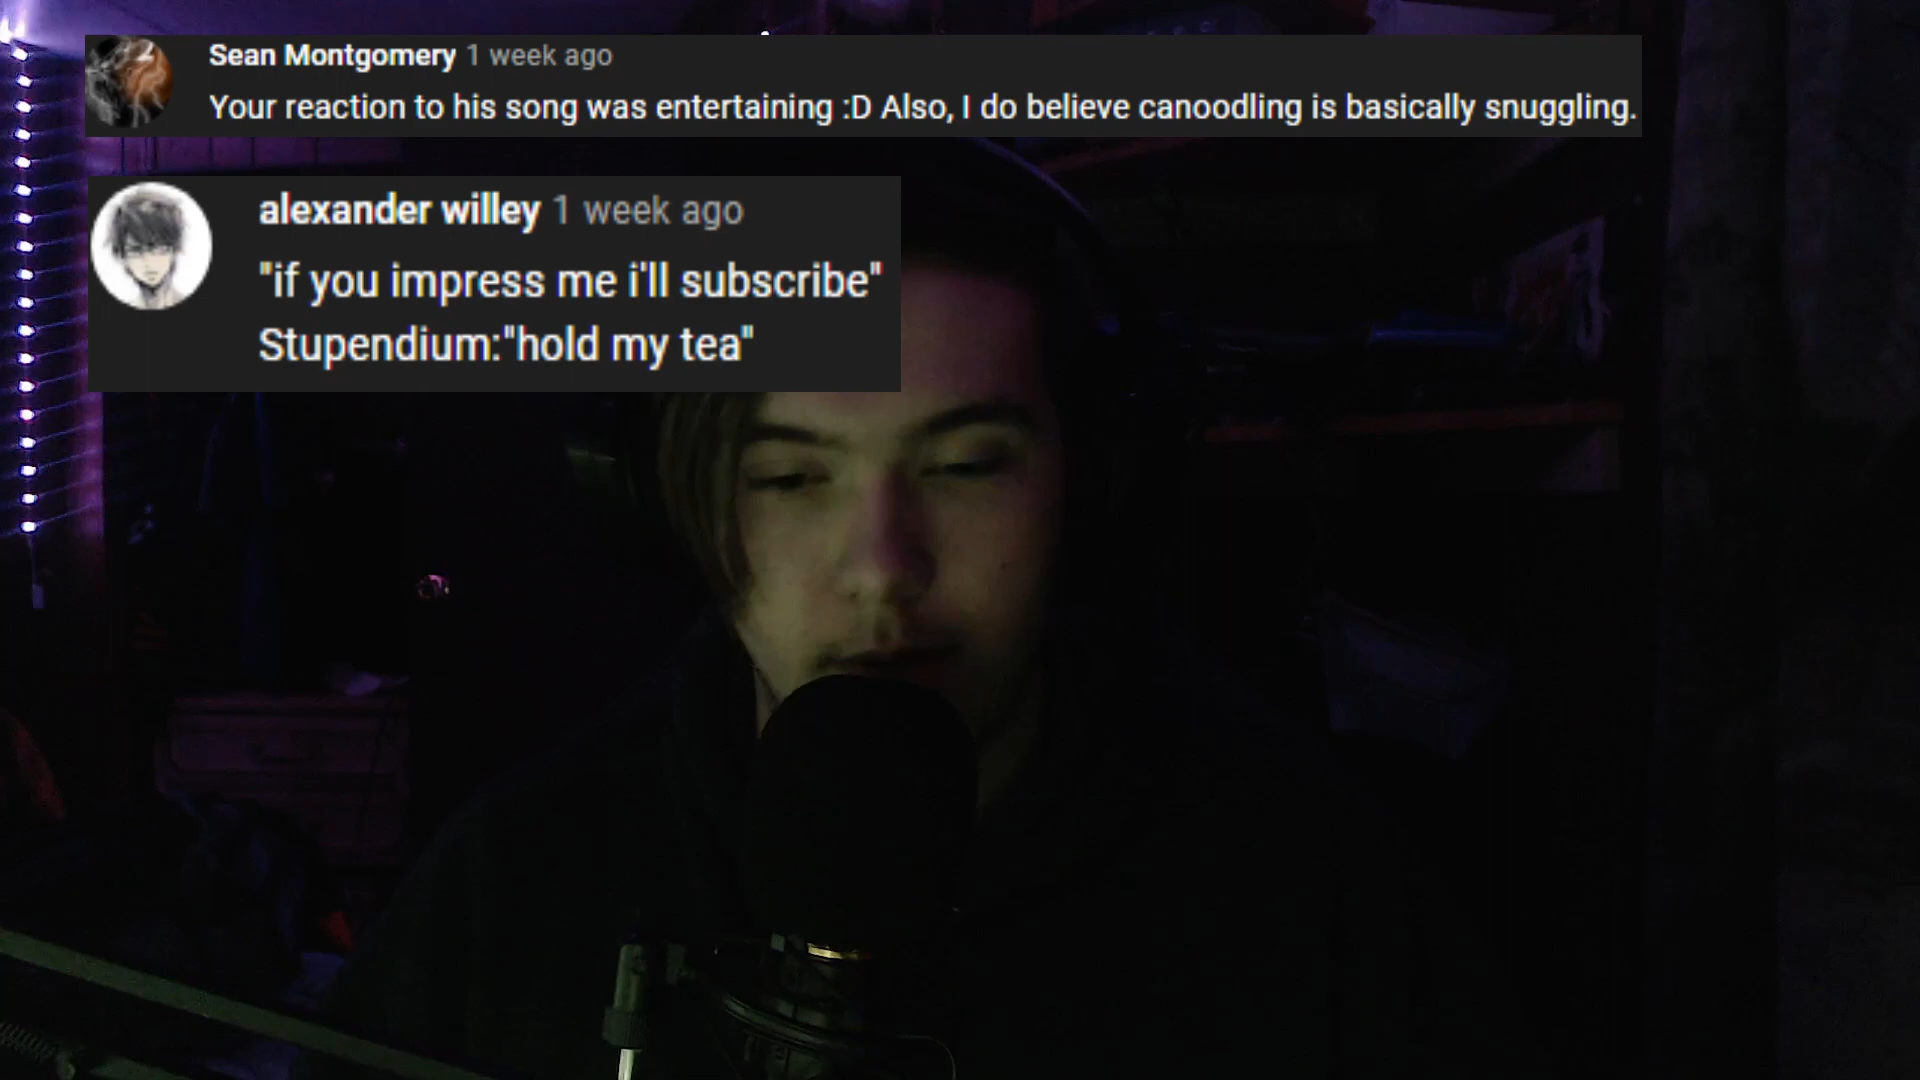 Sean Montgomery 1 week ago
Your reaction to his song was entertaining :D Also, I do believe canoodling is basically snuggling.
alexander willey 1 week ago
"if you impress me i'll subscribe"
Stupendium:"hold my tea"